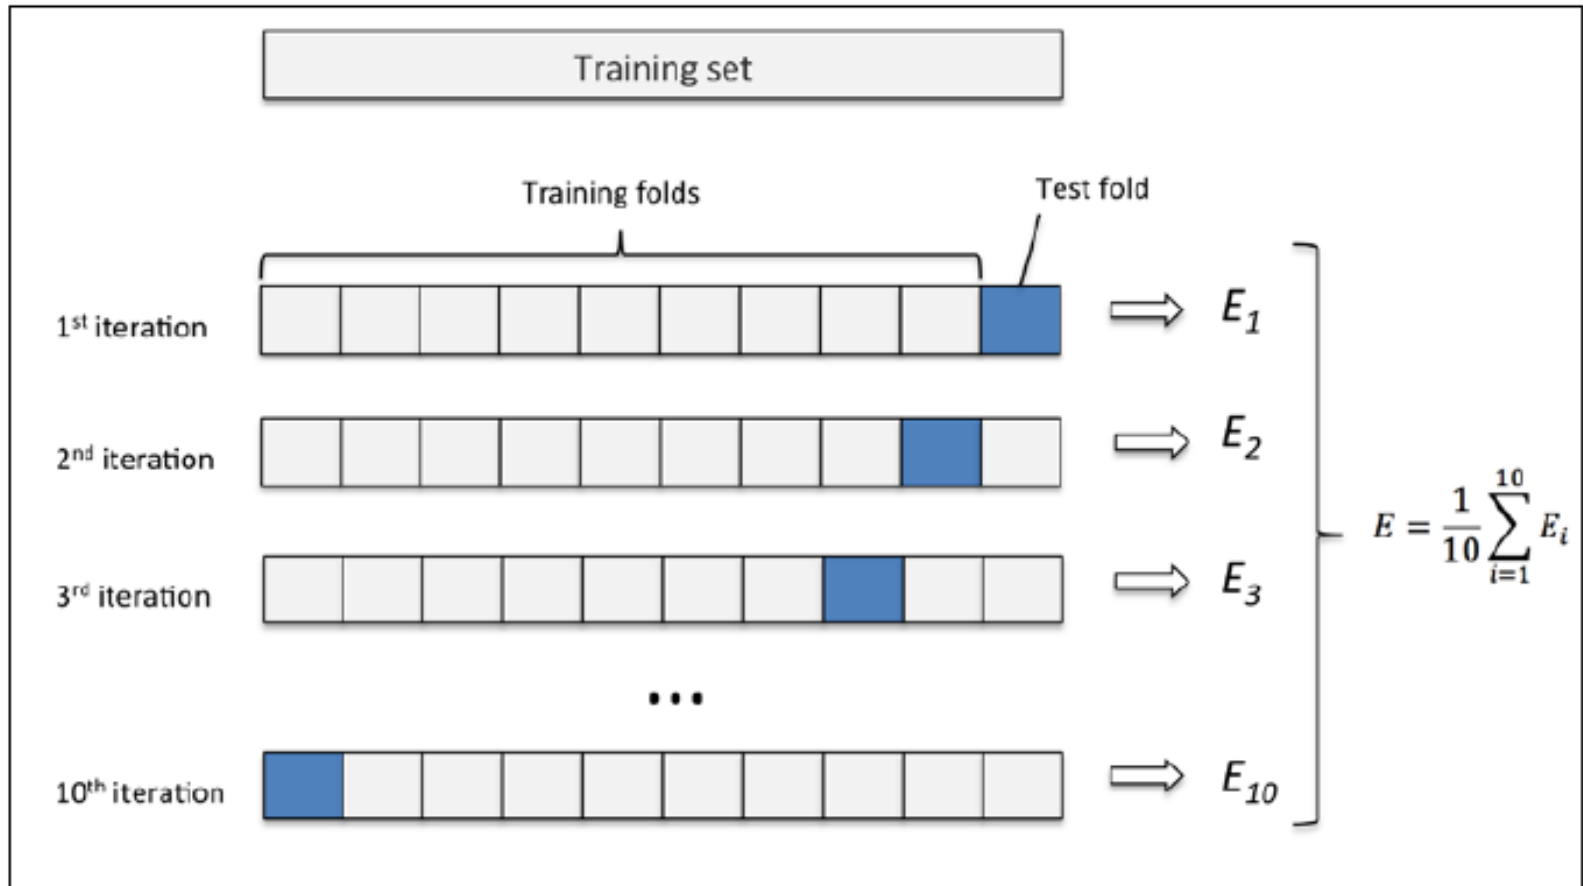 Training set
Training folds
Test fold
1st iteration
E1
2nd iteration
E2
E = 1/10 ∑_{i=1}^{10} E_i
3rd iteration
E3
...
10th iteration
E10